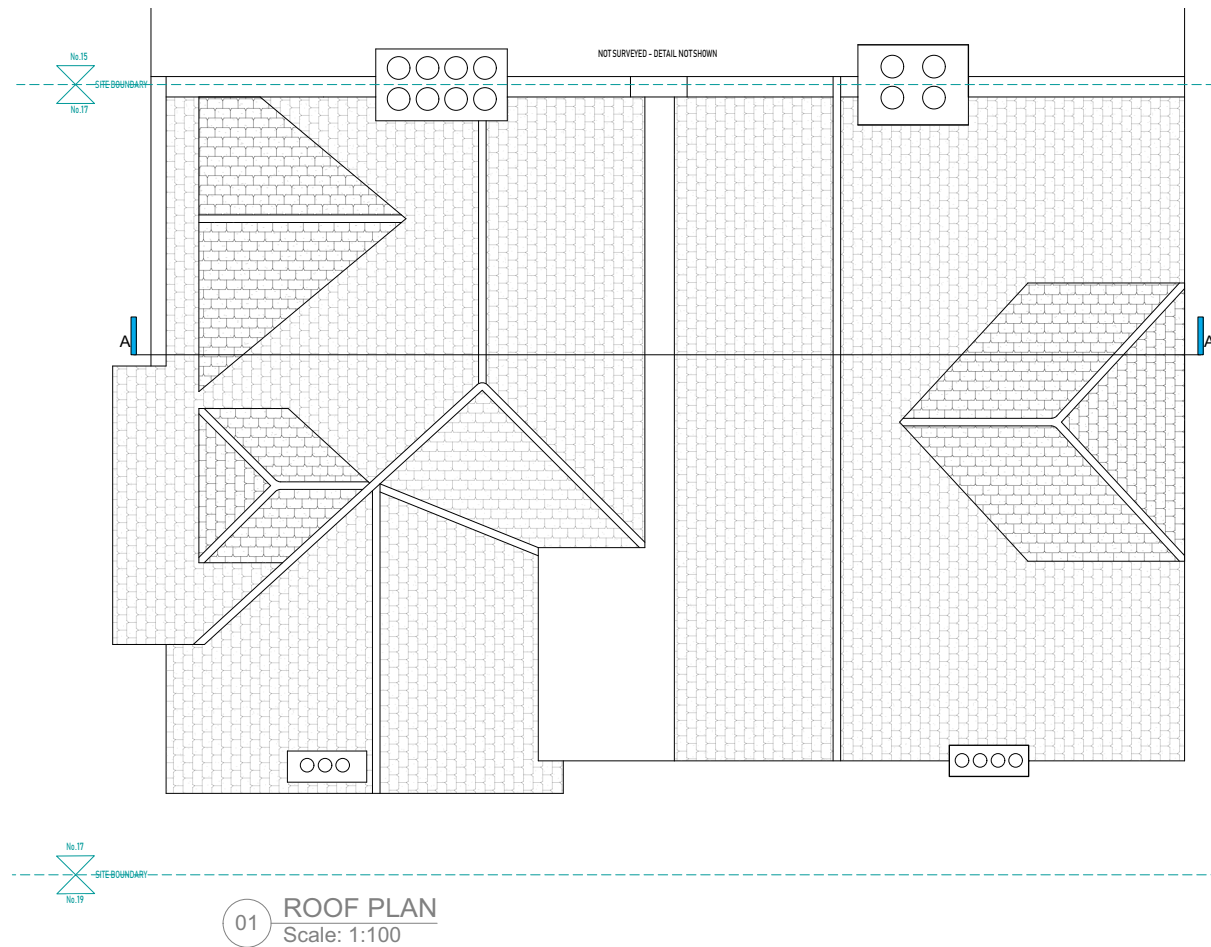 No.15
NOT SURVEYED - DETAIL NOT SHOWN
SITE BOUNDARY
No.17
A
A
No.17
SITE BOUNDARY
No.19
01
ROOF PLAN
Scale: 1:100